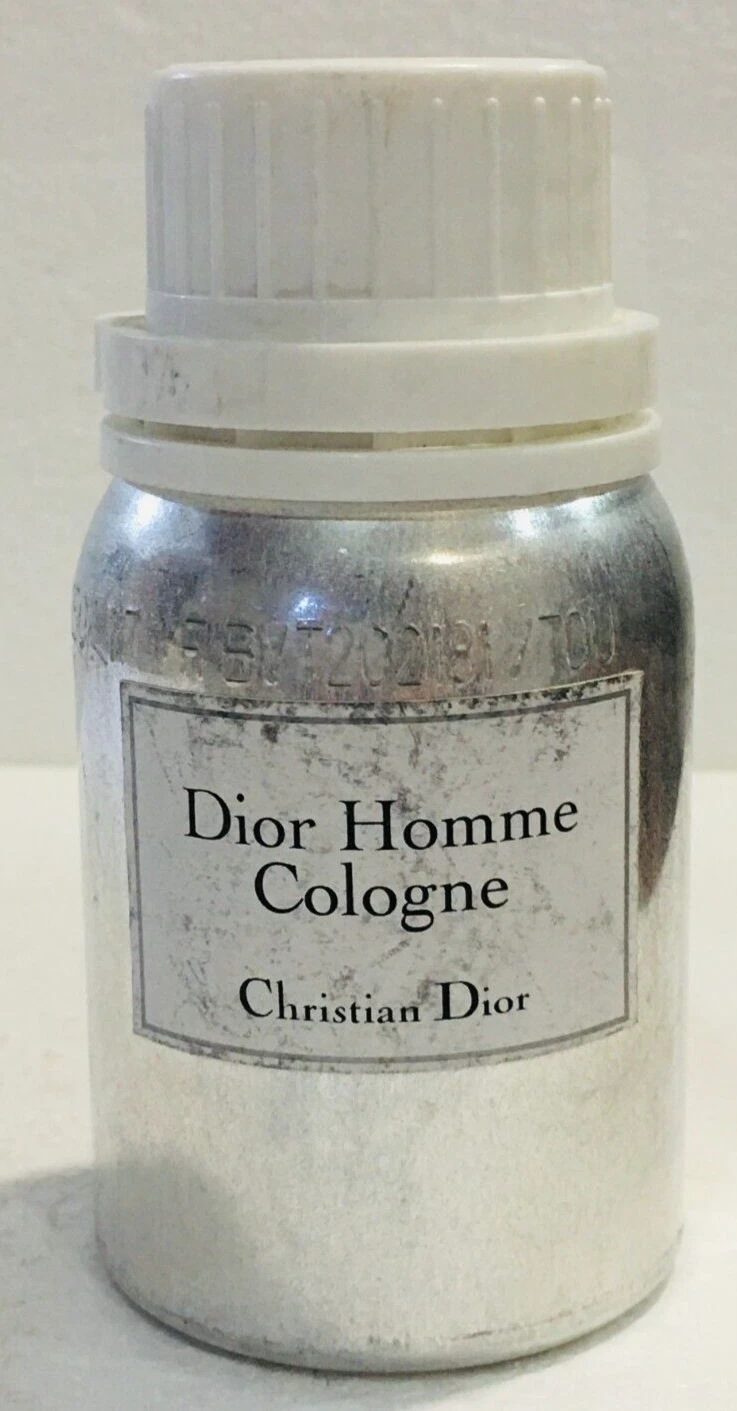 Dior Homme
Cologne
Christian Dior